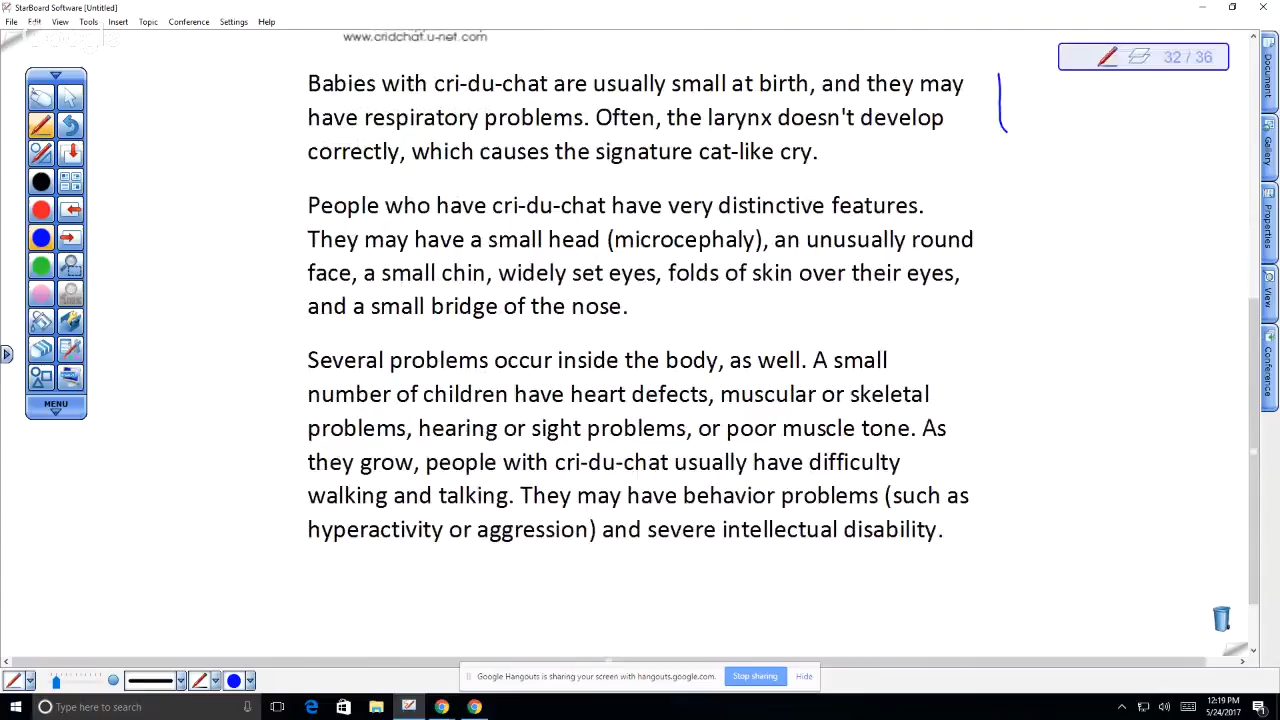 StarBoard Software [Untitled]
File Edit View Tools Insert Topic Conference Settings Help
www.cridchat.u-net.com
32 / 36
Babies with cri-du-chat are usually small at birth, and they may
have respiratory problems. Often, the larynx doesn't develop
correctly, which causes the signature cat-like cry.
People who have cri-du-chat have very distinctive features.
They may have a small head (microcephaly), an unusually round
face, a small chin, widely set eyes, folds of skin over their eyes,
and a small bridge of the nose.
Several problems occur inside the body, as well. A small
number of children have heart defects, muscular or skeletal
problems, hearing or sight problems, or poor muscle tone. As
they grow, people with cri-du-chat usually have difficulty
walking and talking. They may have behavior problems (such as
hyperactivity or aggression) and severe intellectual disability.
MENU
Document
Gallery
Properties
View
Conference
Google Hangouts is sharing your screen with hangouts.google.com.
Stop sharing
Hide
Type here to search
12:19 PM
5/24/2017